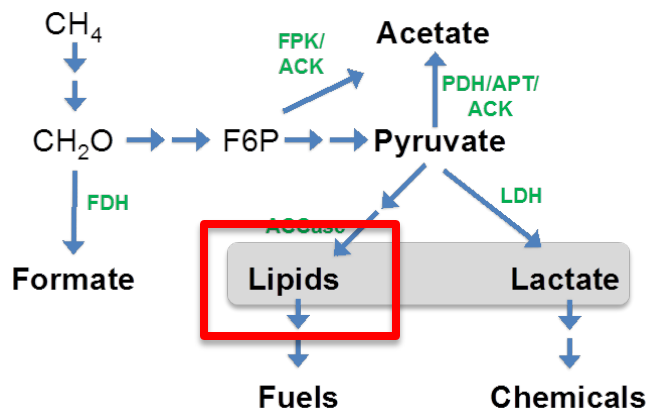 CH4
FPK/
ACK
Acetate
PDH/APT/
ACK
CH2O
F6P
Pyruvate
FDH
LDH
Formate
Lipids
Lactate
Fuels
Chemicals